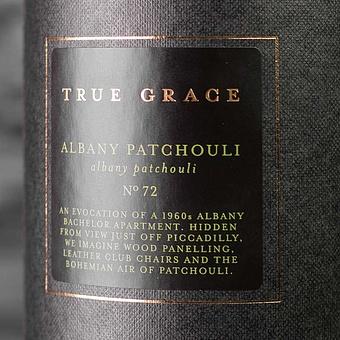 TRUE GRACE
ALBANY PATCHOULI
albany patchouli
Nº 72
AN EVOCATION OF A 1960s ALBANY
BACHELOR APARTMENT. HIDDEN
FROM VIEW JUST OFF PICCADILLY,
WE IMAGINE WOOD PANELLING,
LEATHER CLUB CHAIRS AND THE
BOHEMIAN AIR OF PATCHOULI.